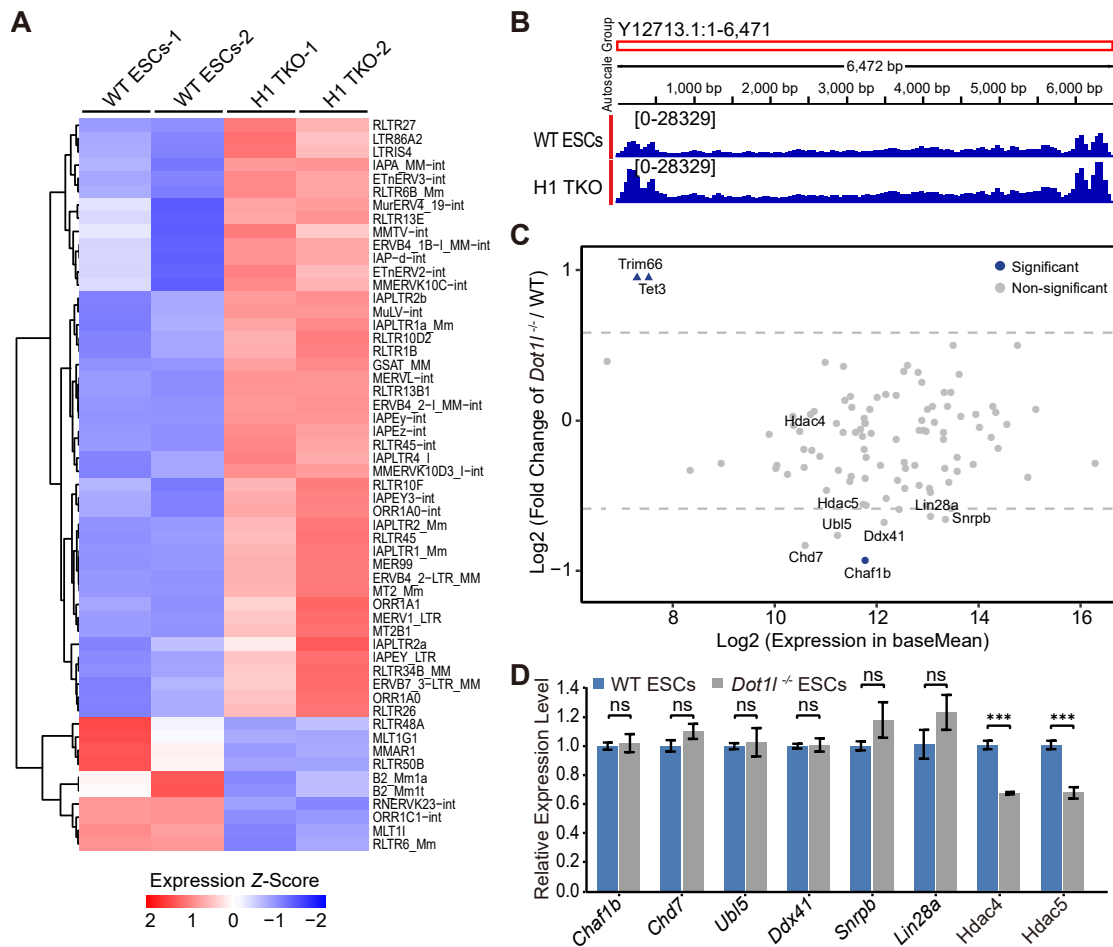 A
WT ESCs-1
WT ESCs-2
H1 TKO-1
H1 TKO-2
RLTR27
LTR86A2
LTRIS4
IAPA_MM−int
ETnERV3−int
RLTR6B_Mm
MurERV4_19−int
RLTR13E
MMTV−int
ERVB4_1B−I_MM−int
IAP−d−int
ETnERV2−int
MMERVK10C−int
IAPLTR2b
MuLV−int
IAPLTR1a_Mm
RLTR10D2
RLTR1B
GSAT_MM
MERVL−int
RLTR13B1
ERVB4_2−I_MM−int
IAPEy−int
IAPEz−int
RLTR45−int
IAPLTR4_I
MMERVK10D3_I−int
RLTR10F
IAPEY3−int
ORR1A0−int
IAPLTR2_Mm
RLTR45
IAPLTR1_Mm
MER99
ERVB4_2−LTR_MM
MT2_Mm
ORR1A1
MERV1_LTR
MT2B1
IAPLTR2a
IAPEY_LTR
RLTR34B_MM
ERVB7_3−LTR_MM
ORR1A0
RLTR26
RLTR48A
MLT1G1
MMAR1
RLTR50B
B2_Mm1a
B2_Mm1t
RNERVK23−int
ORR1C1−int
MLT1I
RLTR6_Mm
Expression Z-Score
2 1 0 −1 −2
B
Autoscale Group
Y12713.1:1-6,471
6,472 bp
1,000 bp 2,000 bp 3,000 bp 4,000 bp 5,000 bp 6,000 bp
WT ESCs
[0-28329]
H1 TKO
[0-28329]
C
Log2 (Fold Change of Dot1l -/- / WT)
1
0
−1
Trim66
Tet3
Significant
Non-significant
Hdac4
Hdac5
Lin28a
Ubl5
Snrpb
Ddx41
Chd7
Chaf1b
8 10 12 14 16
Log2 (Expression in baseMean)
D
WT ESCs
Dot1l -/- ESCs
Relative Expression Level
1.4
1.2
1.0
0.8
0.6
0.4
0.2
0.0
ns ns ns ns ns ns *** ***
Chaf1b
Chd7
Ubl5
Ddx41
Snrpb
Lin28a
Hdac4
Hdac5